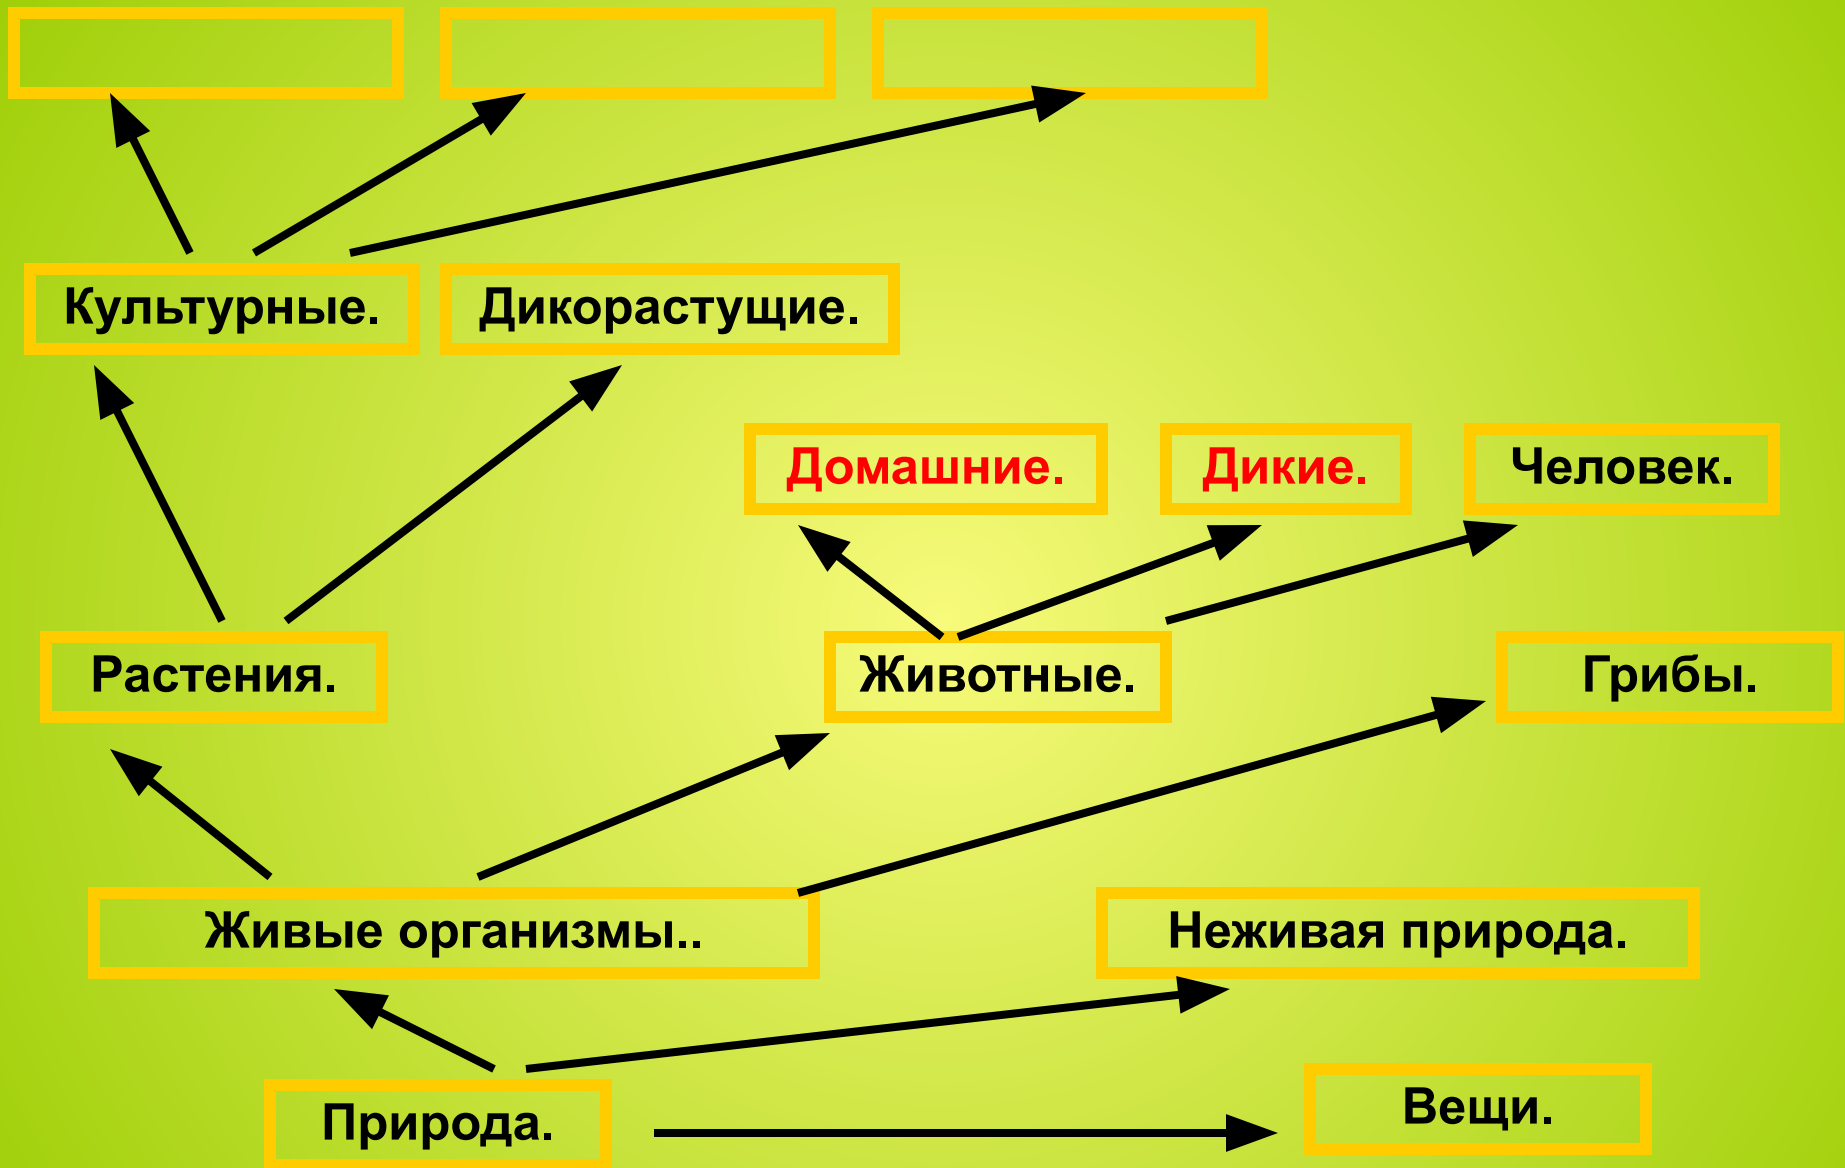 Культурные.
Дикорастущие.
Домашние.
Дикие.
Человек.
Растения.
Животные.
Грибы.
Живые организмы..
Неживая природа.
Природа.
Вещи.